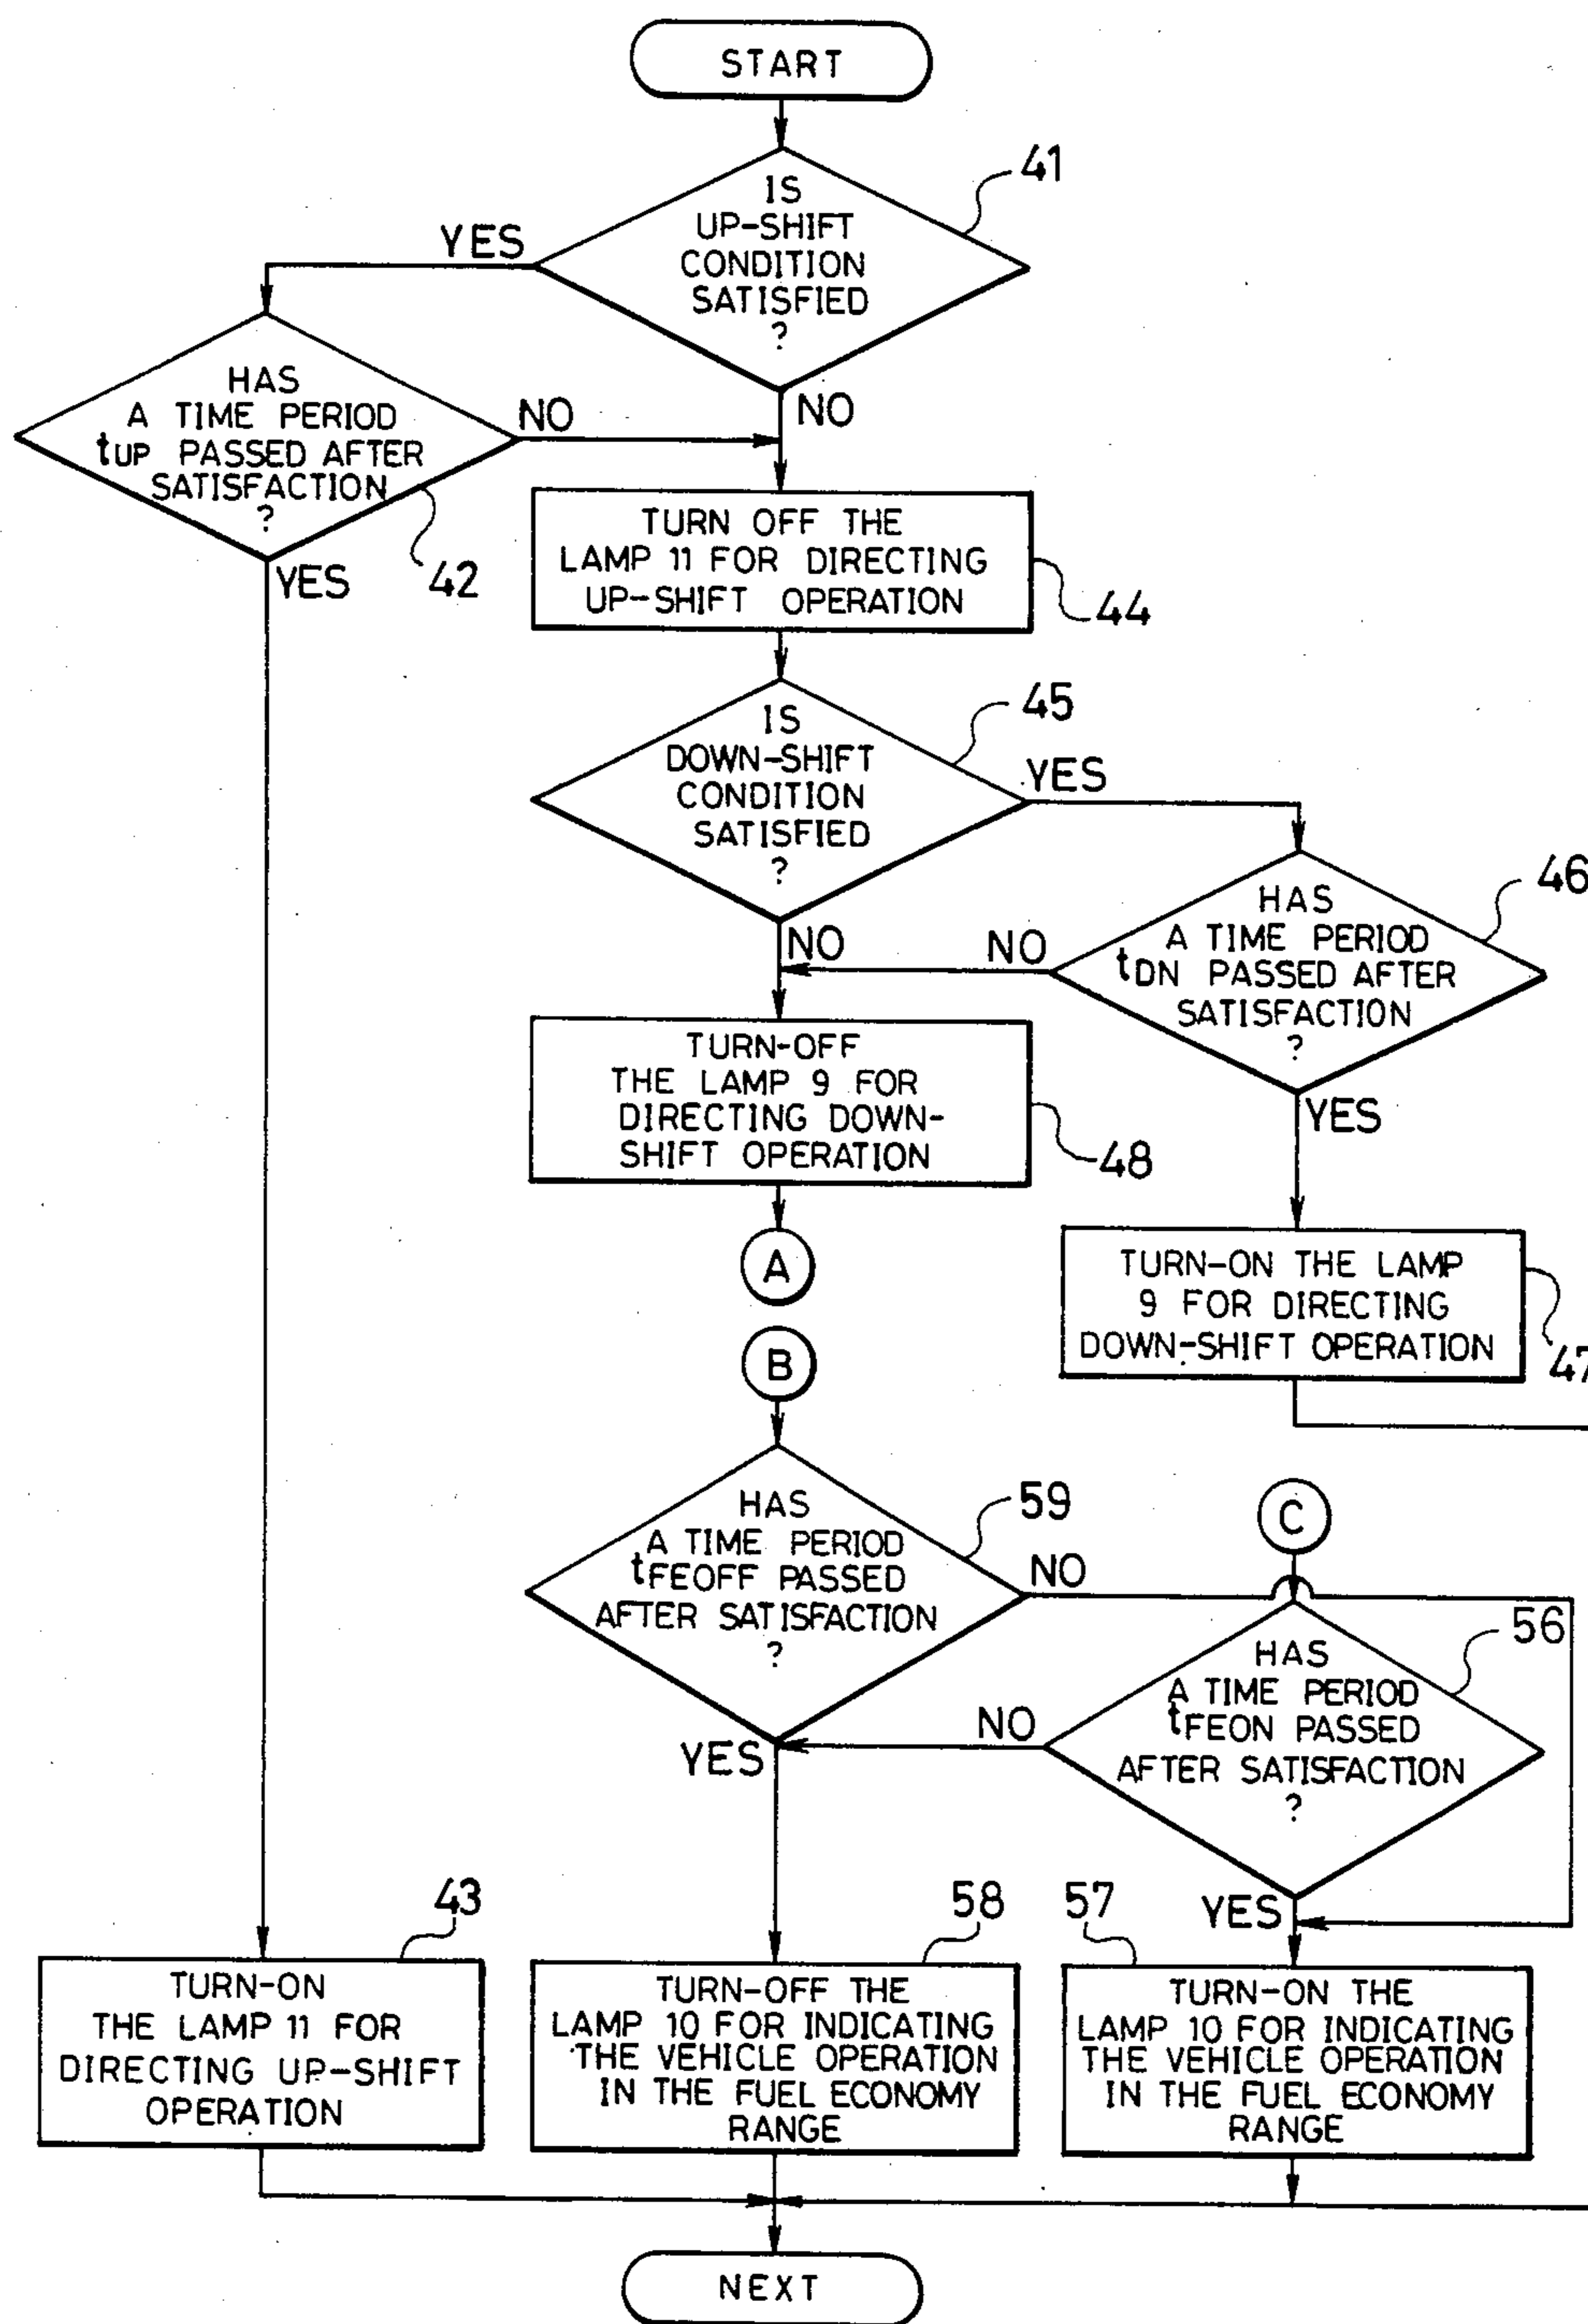 START
41
IS
UP-SHIFT
CONDITION
SATISFIED
?
YES
NO
HAS
A TIME PERIOD
tUP PASSED AFTER
SATISFACTION
?
NO
YES
42
TURN OFF THE
LAMP 11 FOR DIRECTING
UP-SHIFT OPERATION
44
IS
DOWN-SHIFT
CONDITION
SATISFIED
?
45
YES
NO
HAS
A TIME PERIOD
tDN PASSED AFTER
SATISFACTION
?
46
NO
YES
TURN-OFF
THE LAMP 9 FOR
DIRECTING DOWN-
SHIFT OPERATION
48
A
TURN-ON THE LAMP
9 FOR DIRECTING
DOWN-SHIFT OPERATION
47
B
HAS
A TIME PERIOD
tFEOFF PASSED
AFTER SATISFACTION
?
59
NO
YES
C
HAS
A TIME PERIOD
tFEON PASSED
AFTER SATISFACTION
?
56
NO
YES
43
TURN-ON
THE LAMP 11 FOR
DIRECTING UP-SHIFT
OPERATION
58
TURN-OFF THE
LAMP 10 FOR INDICATING
THE VEHICLE OPERATION
IN THE FUEL ECONOMY
RANGE
57
TURN-ON THE
LAMP 10 FOR INDICATING
THE VEHICLE OPERATION
IN THE FUEL ECONOMY
RANGE
NEXT